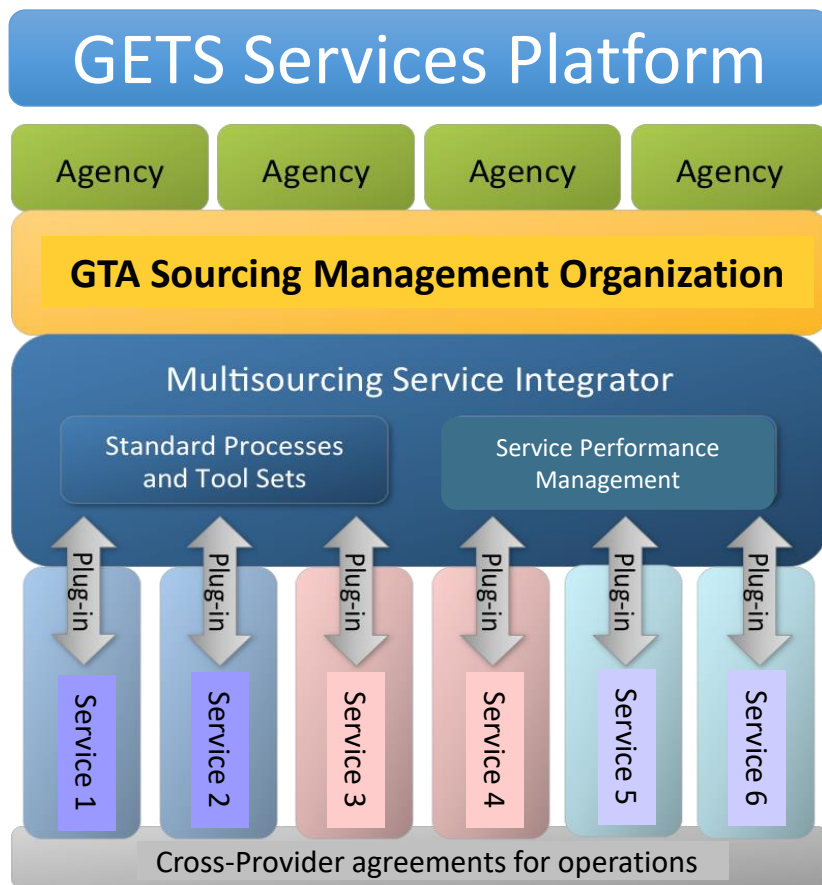 GETS Services Platform
Agency
Agency
Agency
Agency
GTA Sourcing Management Organization
Multisourcing Service Integrator
Standard Processes
and Tool Sets
Service Performance
Management
Plug-in
Plug-in
Plug-in
Plug-in
Plug-in
Plug-in
Service 1
Service 2
Service 3
Service 4
Service 5
Service 6
Cross-Provider agreements for operations